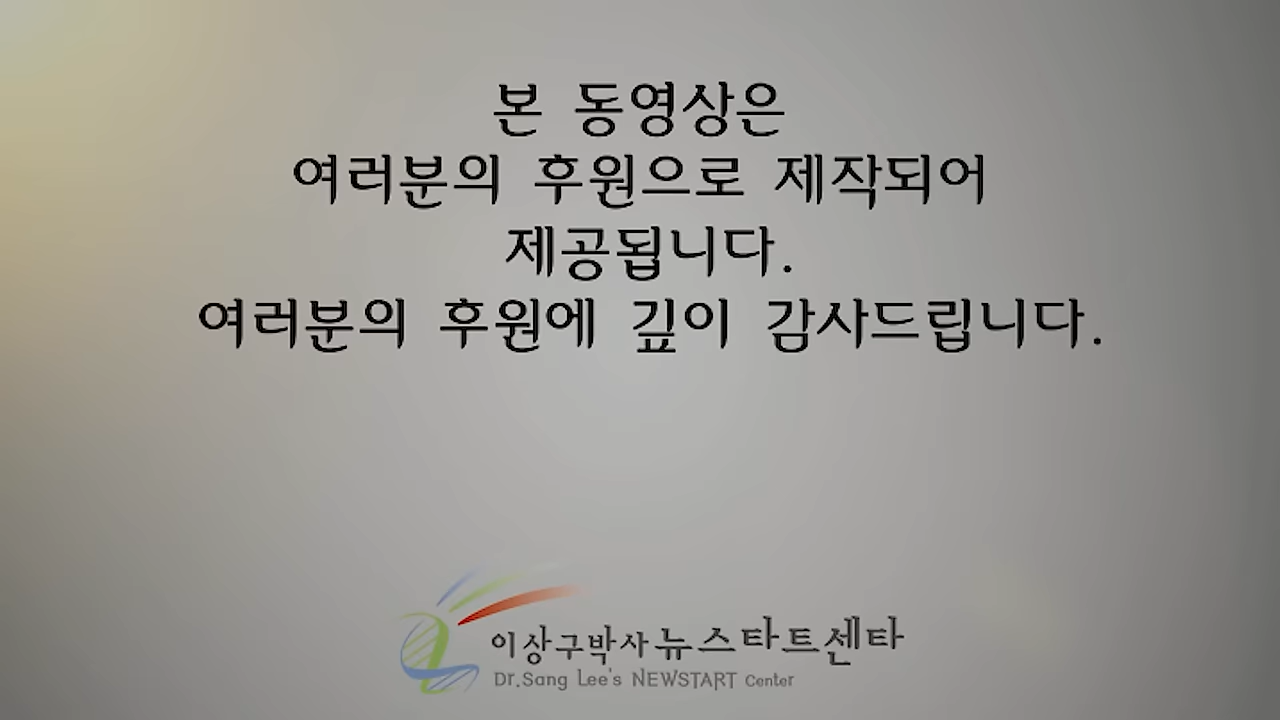 본 동영상은
여러분의 후원으로 제작되어
제공됩니다.
여러분의 후원에 깊이 감사드립니다.
이상구박사 뉴스타트센타
Dr.Sang Lee's NEWSTART Center